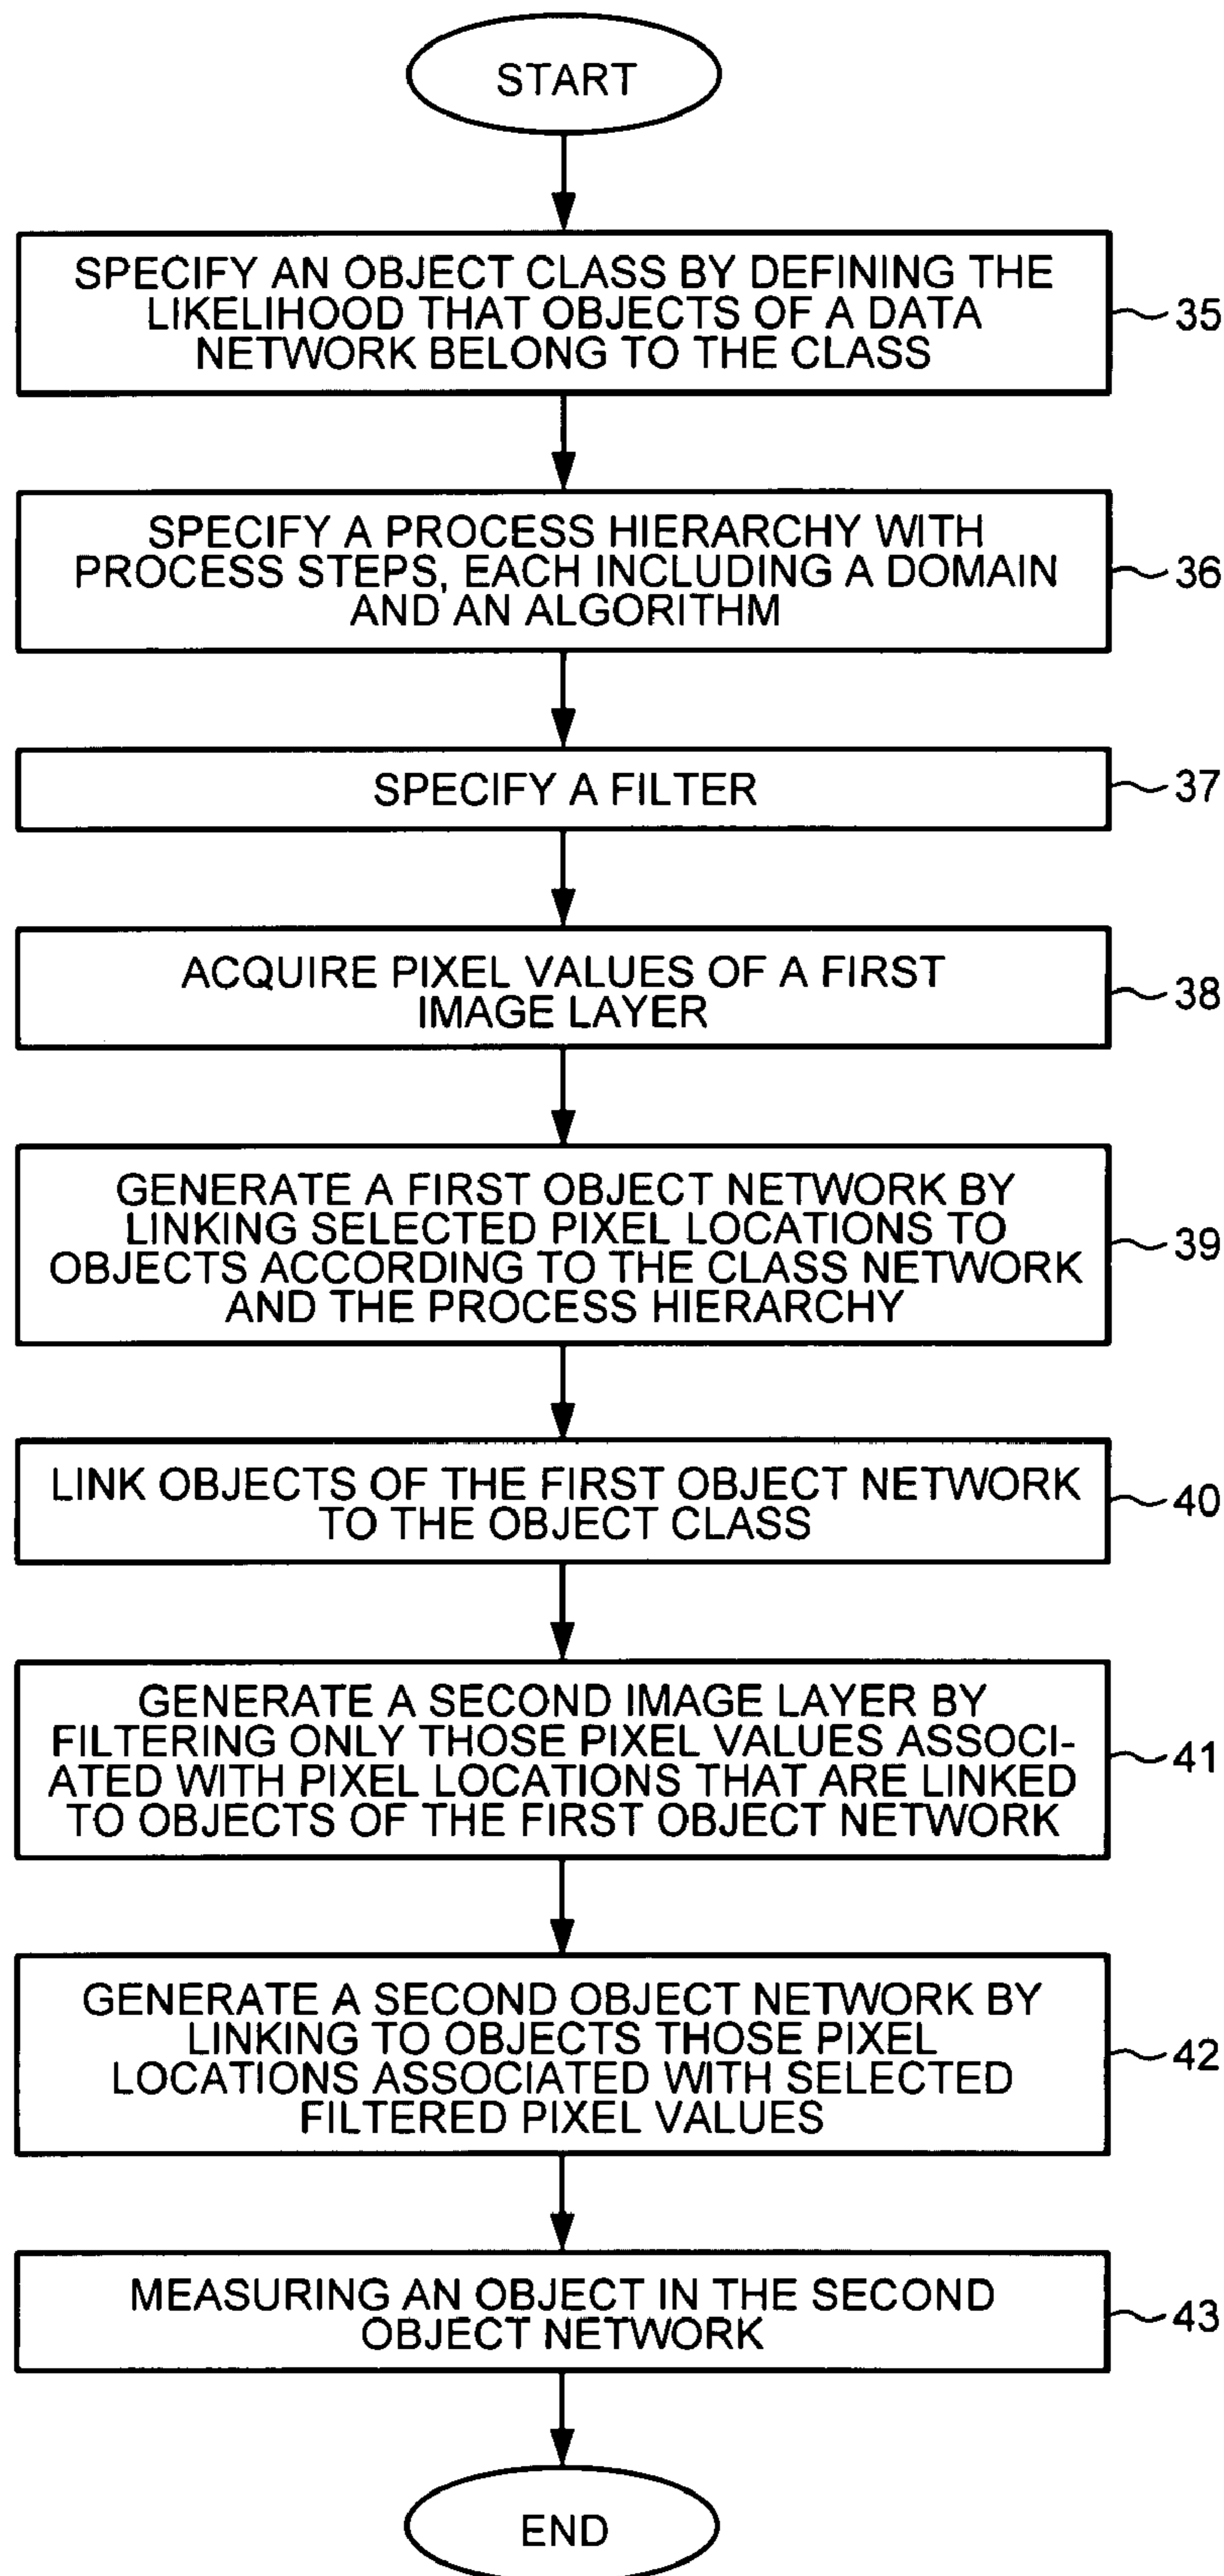 START
SPECIFY AN OBJECT CLASS BY DEFINING THE
LIKELIHOOD THAT OBJECTS OF A DATA
NETWORK BELONG TO THE CLASS
35
SPECIFY A PROCESS HIERARCHY WITH
PROCESS STEPS, EACH INCLUDING A DOMAIN
AND AN ALGORITHM
36
SPECIFY A FILTER
37
ACQUIRE PIXEL VALUES OF A FIRST
IMAGE LAYER
38
GENERATE A FIRST OBJECT NETWORK BY
LINKING SELECTED PIXEL LOCATIONS TO
OBJECTS ACCORDING TO THE CLASS NETWORK
AND THE PROCESS HIERARCHY
39
LINK OBJECTS OF THE FIRST OBJECT NETWORK
TO THE OBJECT CLASS
40
GENERATE A SECOND IMAGE LAYER BY
FILTERING ONLY THOSE PIXEL VALUES ASSOCI-
ATED WITH PIXEL LOCATIONS THAT ARE LINKED
TO OBJECTS OF THE FIRST OBJECT NETWORK
41
GENERATE A SECOND OBJECT NETWORK BY
LINKING TO OBJECTS THOSE PIXEL
LOCATIONS ASSOCIATED WITH SELECTED
FILTERED PIXEL VALUES
42
MEASURING AN OBJECT IN THE SECOND
OBJECT NETWORK
43
END